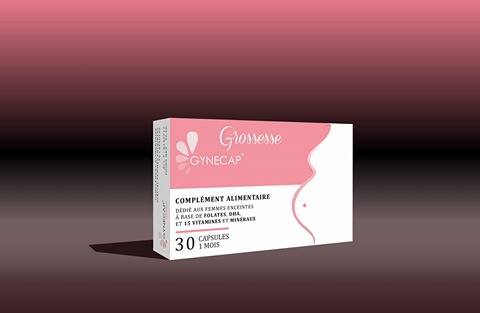 Grossesse
GYNECAP®
COMPLÉMENT ALIMENTAIRE
DÉDIÉ AUX FEMMES ENCEINTES
À BASE DE FOLATES, DHA,
ET 15 VITAMINES ET MINÉRAUX
30 CAPSULES
1 MOIS
GYNECAP